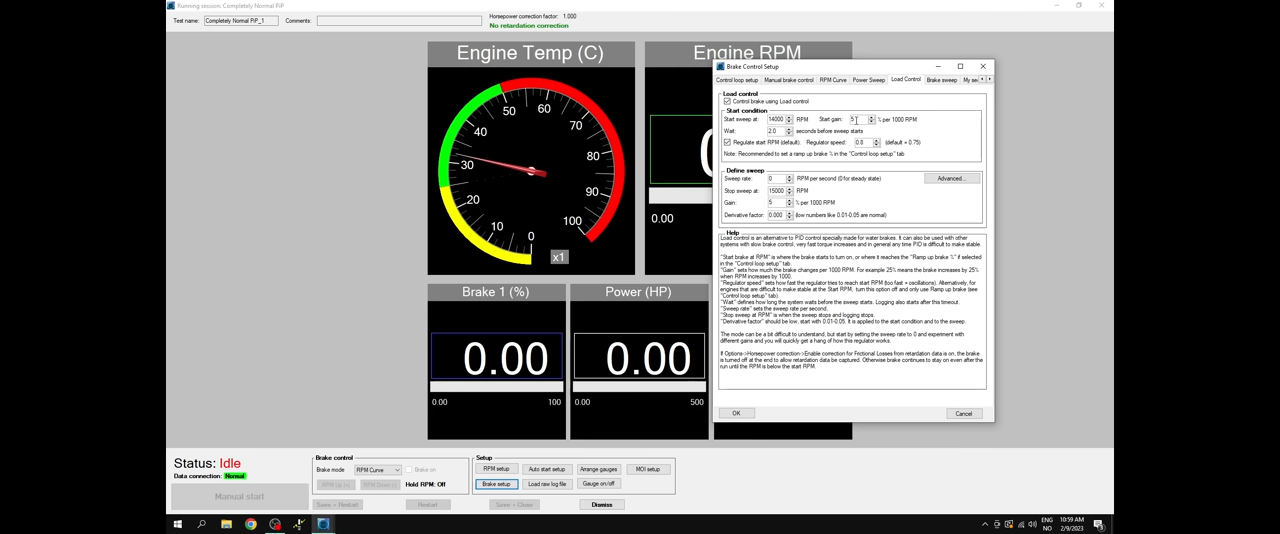 Running session: Completely Normal PiP
Test name: Completely Normal PiP_1 Comments: Horsepower correction factor: 1.000
No retardation correction
Engine Temp (C)
0 10 20 30 40 50 60 70 80 90 100
x1
Engine RPM
0
0.00
Brake 1 (%)
0.00
0.00 100
Power (HP)
0.00
0.00 500
Brake Control Setup
Control loop setup Manual brake control RPM Curve Power Sweep Load Control Brake sweep
Load control
Control brake using Load control
Start condition
Start sweep at: 14000 RPM Start gain: 5 % per 1000 RPM
Wait: 2.0 seconds before sweep starts
Regulate start RPM (default). Regulator speed: 0.8 (default = 0.75)
Note: Recommended to set a ramp up brake % in the "Control loop setup" tab
Define sweep
Sweep rate: 0 RPM per second (0 for steady state) Advanced...
Stop sweep at: 15000 RPM
Gain: 5 % per 1000 RPM
Derivative factor: 0.000 (low numbers like 0.01-0.05 are normal)
Help
Load control is an alternative to PID control specially made for water brakes. It can also be used with other
systems with slow brake control, very fast torque increases and in general any time PID is difficult to make stable.
"Start brake at RPM" is where the brake starts to turn on, or where it reaches the "Ramp up brake %" if selected
in the "Control loop setup" tab.
"Gain" sets how much the brake changes per 1000 RPM. For example 25% means the brake increases by 25%
when RPM increases by 1000.
"Regulator speed" sets how fast the regulator tries to reach start RPM (too fast = oscillations). Alternatively, for
engines that are difficult to make stable at the Start RPM, turn this option off and only use Ramp up brake (see
"Control loop setup" tab).
"Wait" defines how long the system waits before the sweep starts. Logging also starts after this timeout.
"Sweep rate" sets the sweep rate per second.
"Stop sweep at RPM" is when the sweep stops and logging stops.
"Derivative factor" should be low, start with 0.01-0.05. It is applied to the start condition and to the sweep.
The mode can be a bit difficult to understand, but start by setting the sweep rate to 0 and experiment with
different gains and you will quickly get a hang of how this regulator works.
If Options->Horsepower correction->Enable correction for Frictional Losses from retardation data is on, the brake
is turned off at the end to allow retardation data be captured. Otherwise brake continues to stay on even after the
run until the RPM is below the start RPM.
OK Cancel
Status: Idle
Data connection: Normal
Manual start
Brake control
Brake mode RPM Curve Brake on
RPM Up (+) RPM Down (-) Hold RPM: Off
Setup
RPM setup Auto start setup Arrange gauges MOI setup
Brake setup Load raw log file Gauge on/off
Save + Restart Restart Save + Close Dismiss
ENG 10:59 AM
NO 2/9/2023